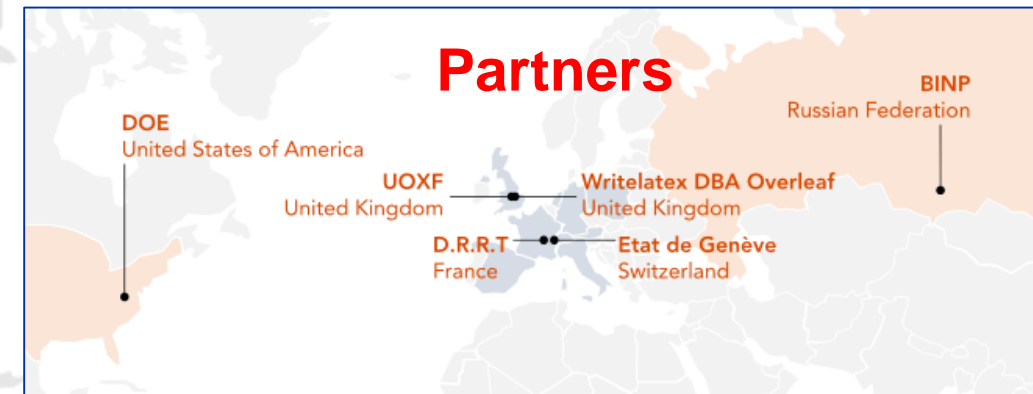 Partners
BINP
Russian Federation
DOE
United States of America
UOXF
United Kingdom
Writelatex DBA Overleaf
United Kingdom
D.R.R.T
France
Etat de Genève
Switzerland